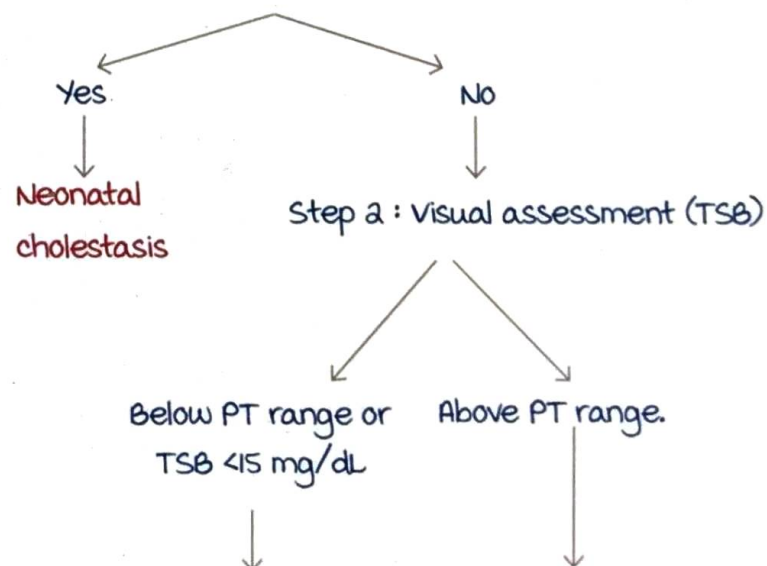 Yes.
No
Neonatal
cholestasis
Step 2 : Visual assessment (TSB)
Below PT range or
TSB <15 mg/dL
Above PT range.